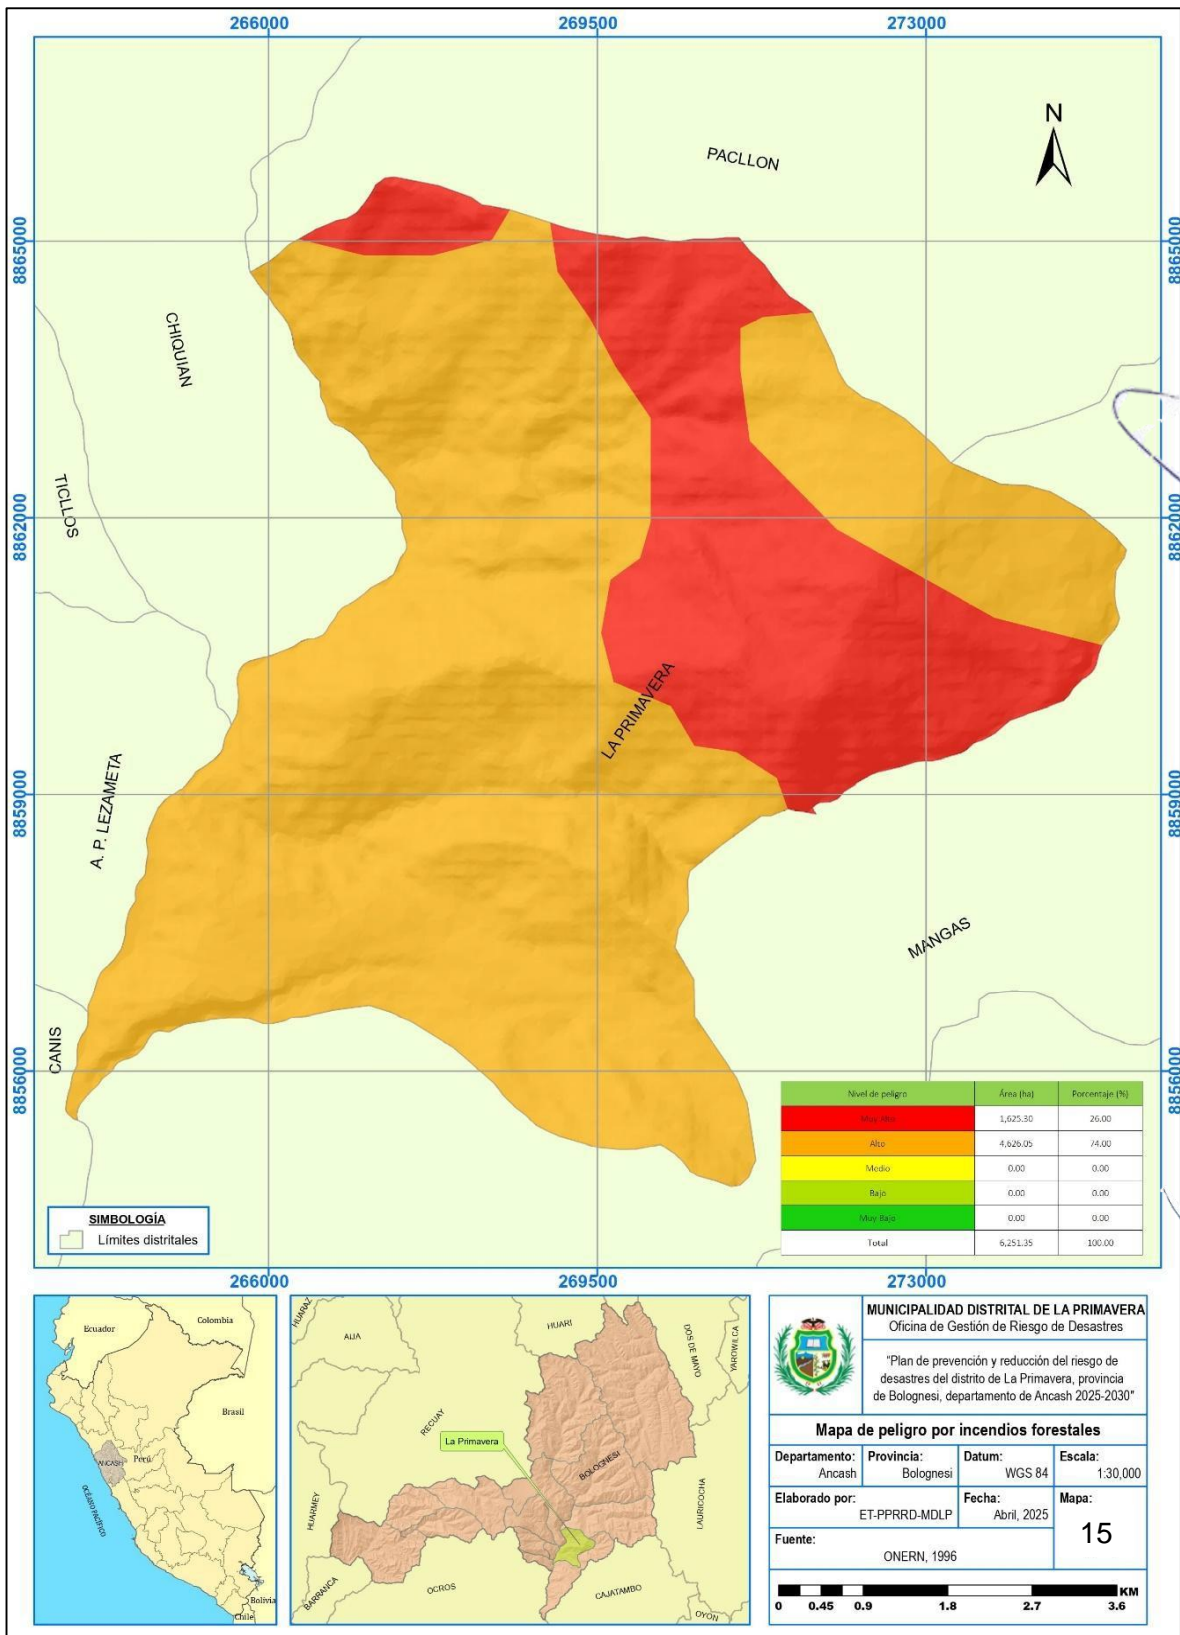 266000
269500
273000
N
PACLLON
8865000
8865000
CHIQUIAN
TICLLOS
8862000
8862000
LA PRIMAVERA
A. P. LEZAMETA
8859000
8859000
MANGAS
CANIS
8856000
8856000
Nivel de peligro Área (ha) Porcentaje (%)
Muy Alto 1,625.30 26.00
Alto 4,626.05 74.00
Medio 0.00 0.00
Bajo 0.00 0.00
Muy Bajo 0.00 0.00
Total 6,251.35 100.00
SIMBOLOGÍA
Límites distritales
266000
269500
273000
Ecuador
Colombia
Brasil
Perú
ANCASH
OCÉANO PACÍFICO
Bolivia
Chile
HUARAZ
AIJA
HUARI
DOS DE MAYO
YAROWILCA
RECUAY
La Primavera
BOLOGNESI
HUARMEY
LAURICOCHA
BARRANCA
OCROS
CAJATAMBO
OYON
MUNICIPALIDAD DISTRITAL DE LA PRIMAVERA
Oficina de Gestión de Riesgo de Desastres
"Plan de prevención y reducción del riesgo de
desastres del distrito de La Primavera, provincia
de Bolognesi, departamento de Ancash 2025-2030"
Mapa de peligro por incendios forestales
Departamento: Provincia: Datum: Escala:
Ancash Bolognesi WGS 84 1:30,000
Elaborado por: Fecha: Mapa:
ET-PPRRD-MDLP Abril, 2025 15
Fuente:
ONERN, 1996
KM
0 0.45 0.9 1.8 2.7 3.6